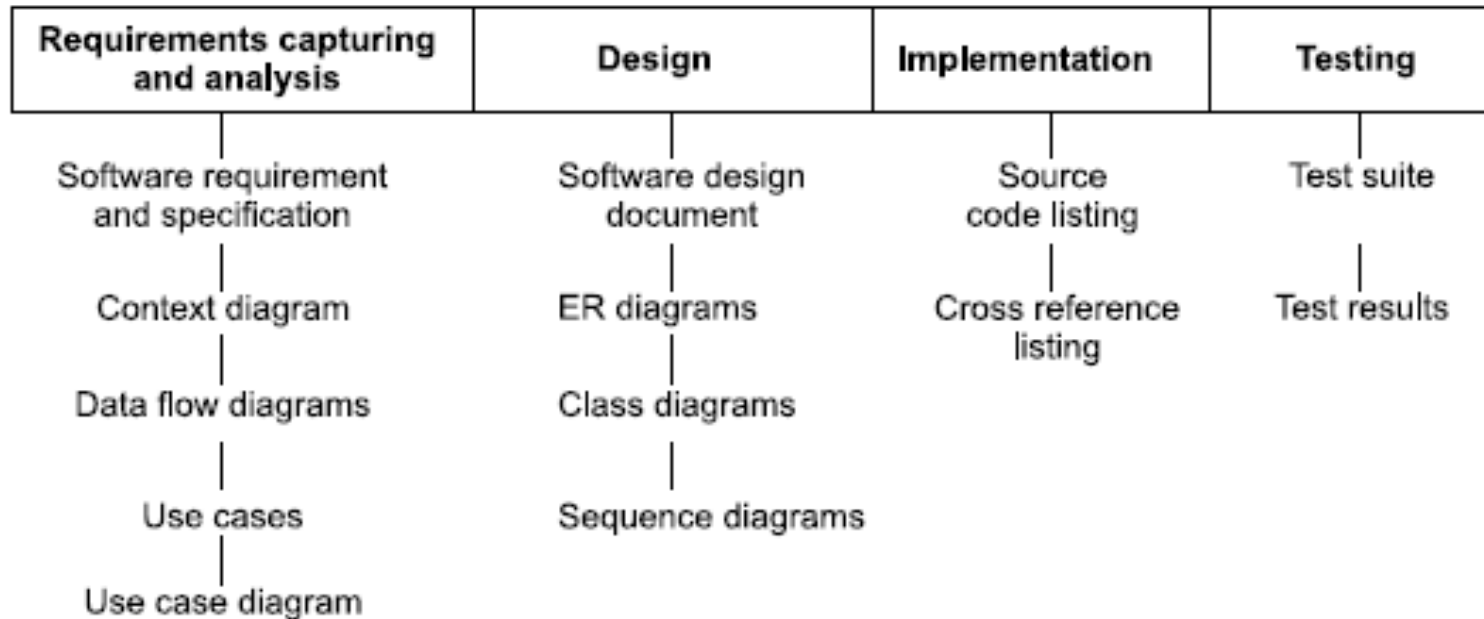 Requirements capturing
and analysis
Design
Implementation
Testing
Software requirement
and specification
Software design
document
Source
code listing
Test suite
Context diagram
ER diagrams
Cross reference
listing
Test results
Data flow diagrams
Class diagrams
Use cases
Sequence diagrams
Use case diagram